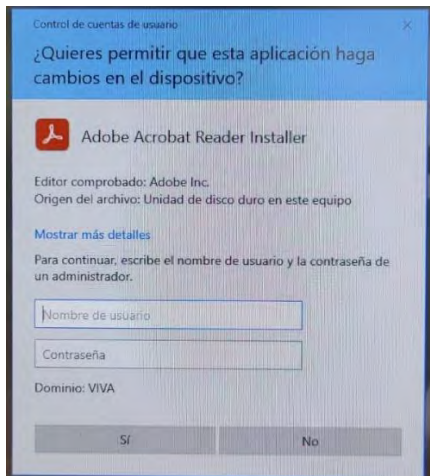 Control de cuentas de usuario
¿Quieres permitir que esta aplicación haga
cambios en el dispositivo?
Adobe Acrobat Reader Installer
Editor comprobado: Adobe Inc.
Origen del archivo: Unidad de disco duro en este equipo
Mostrar más detalles
Para continuar, escribe el nombre de usuario y la contraseña de
un administrador.
Nombre de usuario
Contraseña
Dominio: VIVA
Sí
No